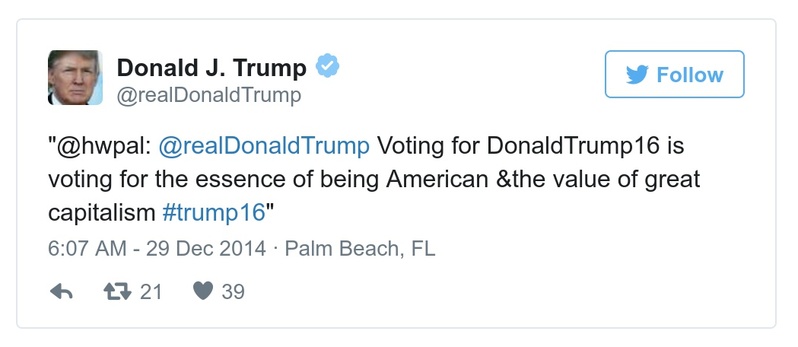 Donald J. Trump
@realDonaldTrump
Follow
"@hwpal: @realDonaldTrump Voting for DonaldTrump16 is
voting for the essence of being American &the value of great
capitalism #trump16"
6:07 AM - 29 Dec 2014 · Palm Beach, FL
21 39